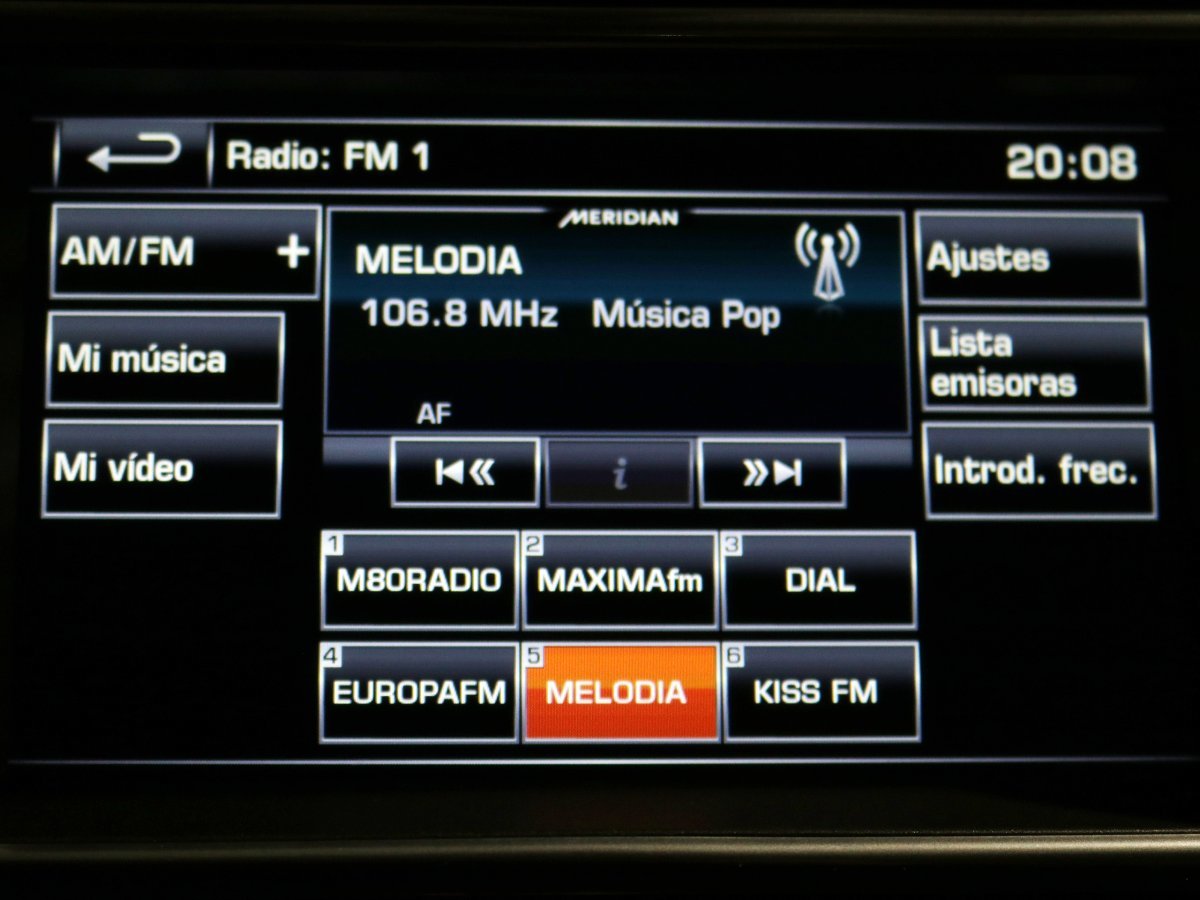 Radio: FM 1
20:08
AM/FM +
Mi música
Mi vídeo
MERIDIAN
MELODIA
106.8 MHz Música Pop
AF
i
Ajustes
Lista
emisoras
Introd. frec.
1
M80RADIO
2
MAXIMAfm
3
DIAL
4
EUROPAFM
5
MELODIA
6
KISS FM